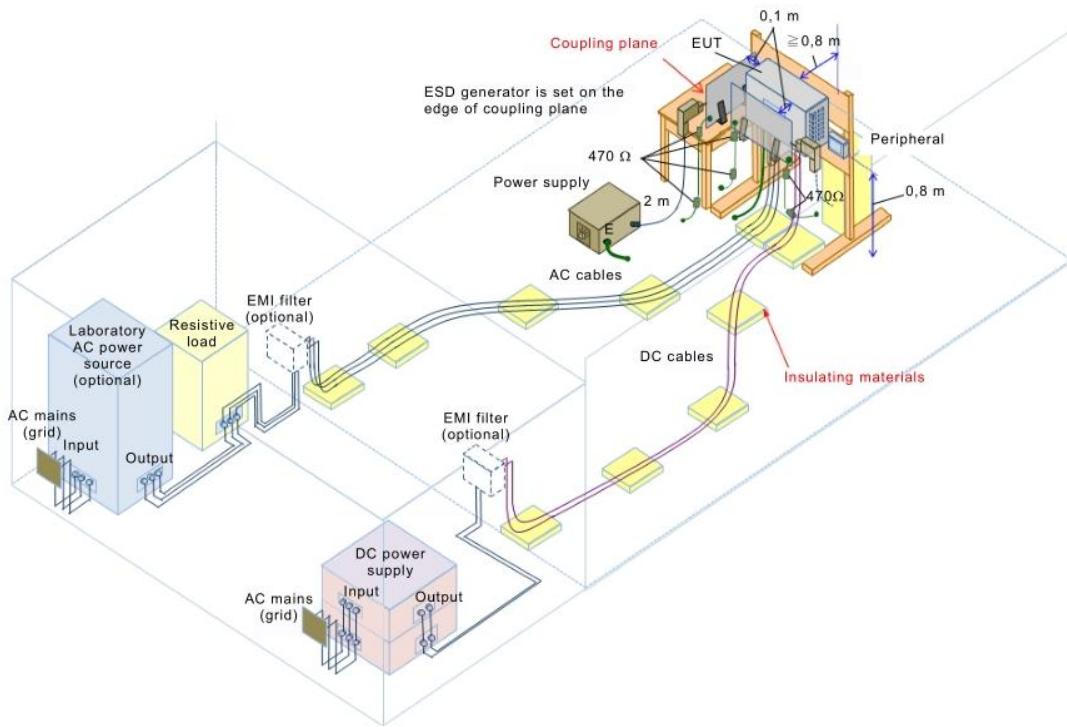 0,1 m
≧0,8 m
EUT
Coupling plane
ESD generator is set on the
edge of coupling plane
Peripheral
470 Ω
Power supply
2 m
470Ω
0,8 m
E
AC cables
EMI filter
(optional)
Laboratory
AC power
source
(optional)
Resistive
load
DC cables
Insulating materials
AC mains
(grid)
Input
Output
EMI filter
(optional)
DC power
supply
Input
Output
AC mains
(grid)